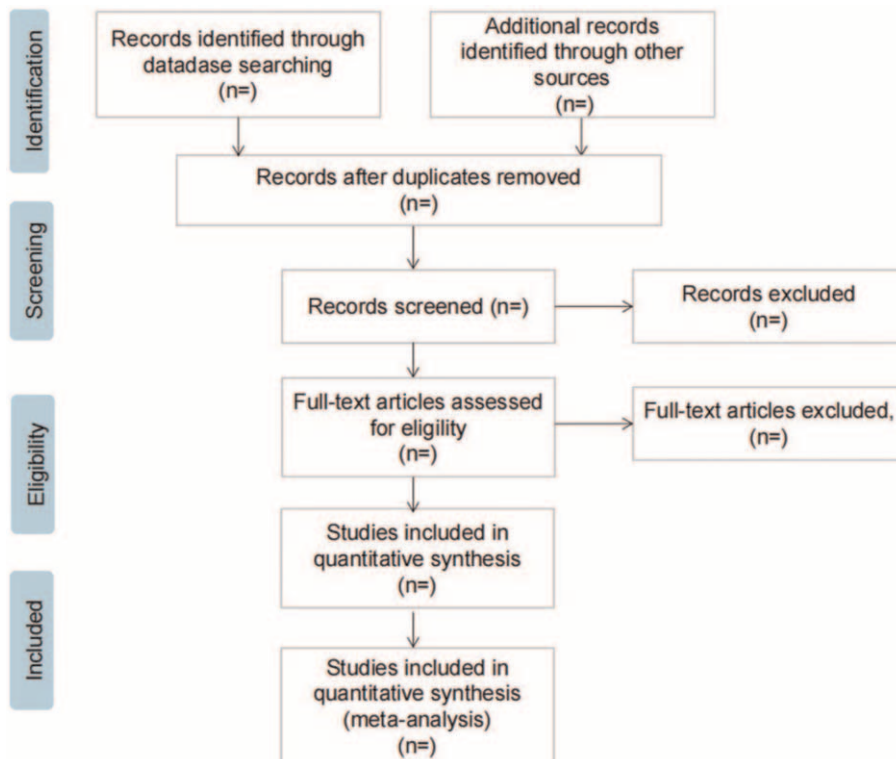 Identification
Records identified through
datadase searching
(n=)
Additional records
identified through other
sources
(n=)
Records after duplicates removed
(n=)
Screening
Records screened (n=)
Records excluded
(n=)
Eligibility
Full-text articles assessed
for eligility
(n=)
Full-text articles excluded,
(n=)
Studies included in
quantitative synthesis
(n=)
Included
Studies included in
quantitative synthesis
(meta-analysis)
(n=)